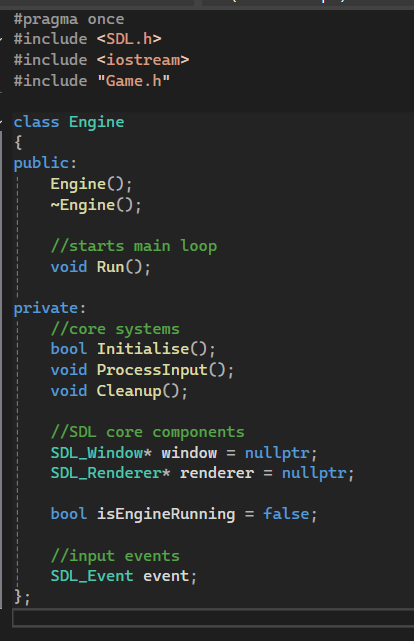 #pragma once
#include <SDL.h>
#include <iostream>
#include "Game.h"

class Engine
{
public:
    Engine();
    ~Engine();

    //starts main loop
    void Run();

private:
    //core systems
    bool Initialise();
    void ProcessInput();
    void Cleanup();

    //SDL core components
    SDL_Window* window = nullptr;
    SDL_Renderer* renderer = nullptr;

    bool isEngineRunning = false;

    //input events
    SDL_Event event;
};